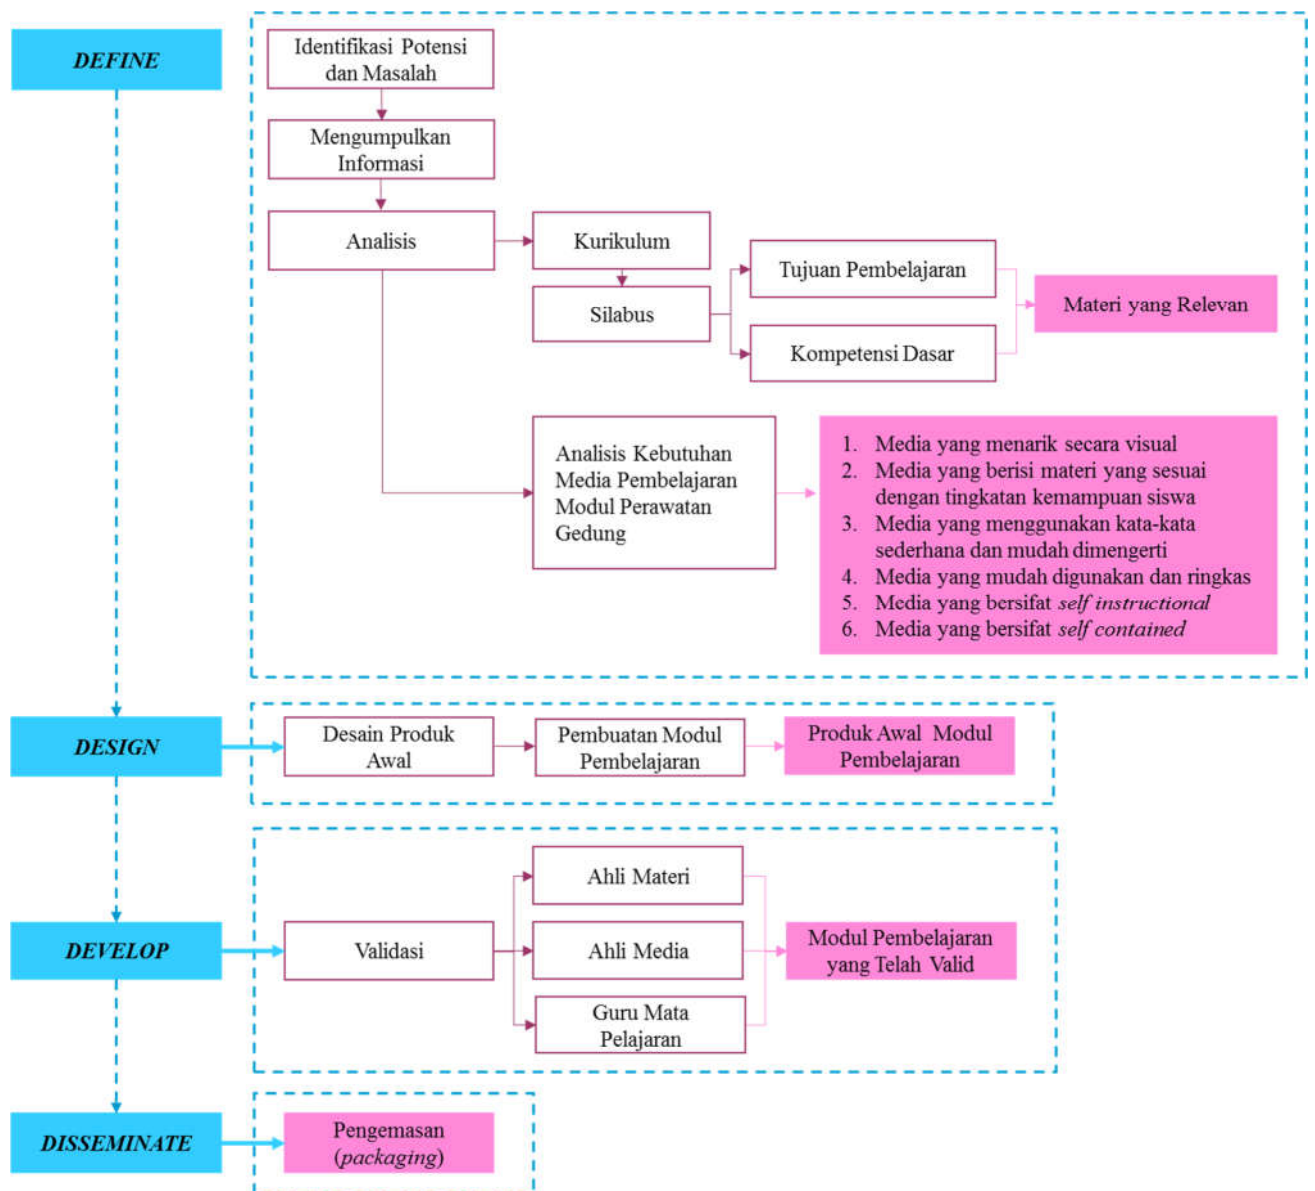 DEFINE
Identifikasi Potensi
dan Masalah
Mengumpulkan
Informasi
Analisis
Kurikulum
Silabus
Tujuan Pembelajaran
Kompetensi Dasar
Materi yang Relevan
Analisis Kebutuhan
Media Pembelajaran
Modul Perawatan
Gedung
1. Media yang menarik secara visual
2. Media yang berisi materi yang sesuai
dengan tingkatan kemampuan siswa
3. Media yang menggunakan kata-kata
sederhana dan mudah dimengerti
4. Media yang mudah digunakan dan ringkas
5. Media yang bersifat self instructional
6. Media yang bersifat self contained
DESIGN
Desain Produk
Awal
Pembuatan Modul
Pembelajaran
Produk Awal Modul
Pembelajaran
DEVELOP
Validasi
Ahli Materi
Ahli Media
Guru Mata
Pelajaran
Modul Pembelajaran
yang Telah Valid
DISSEMINATE
Pengemasan
(packaging)